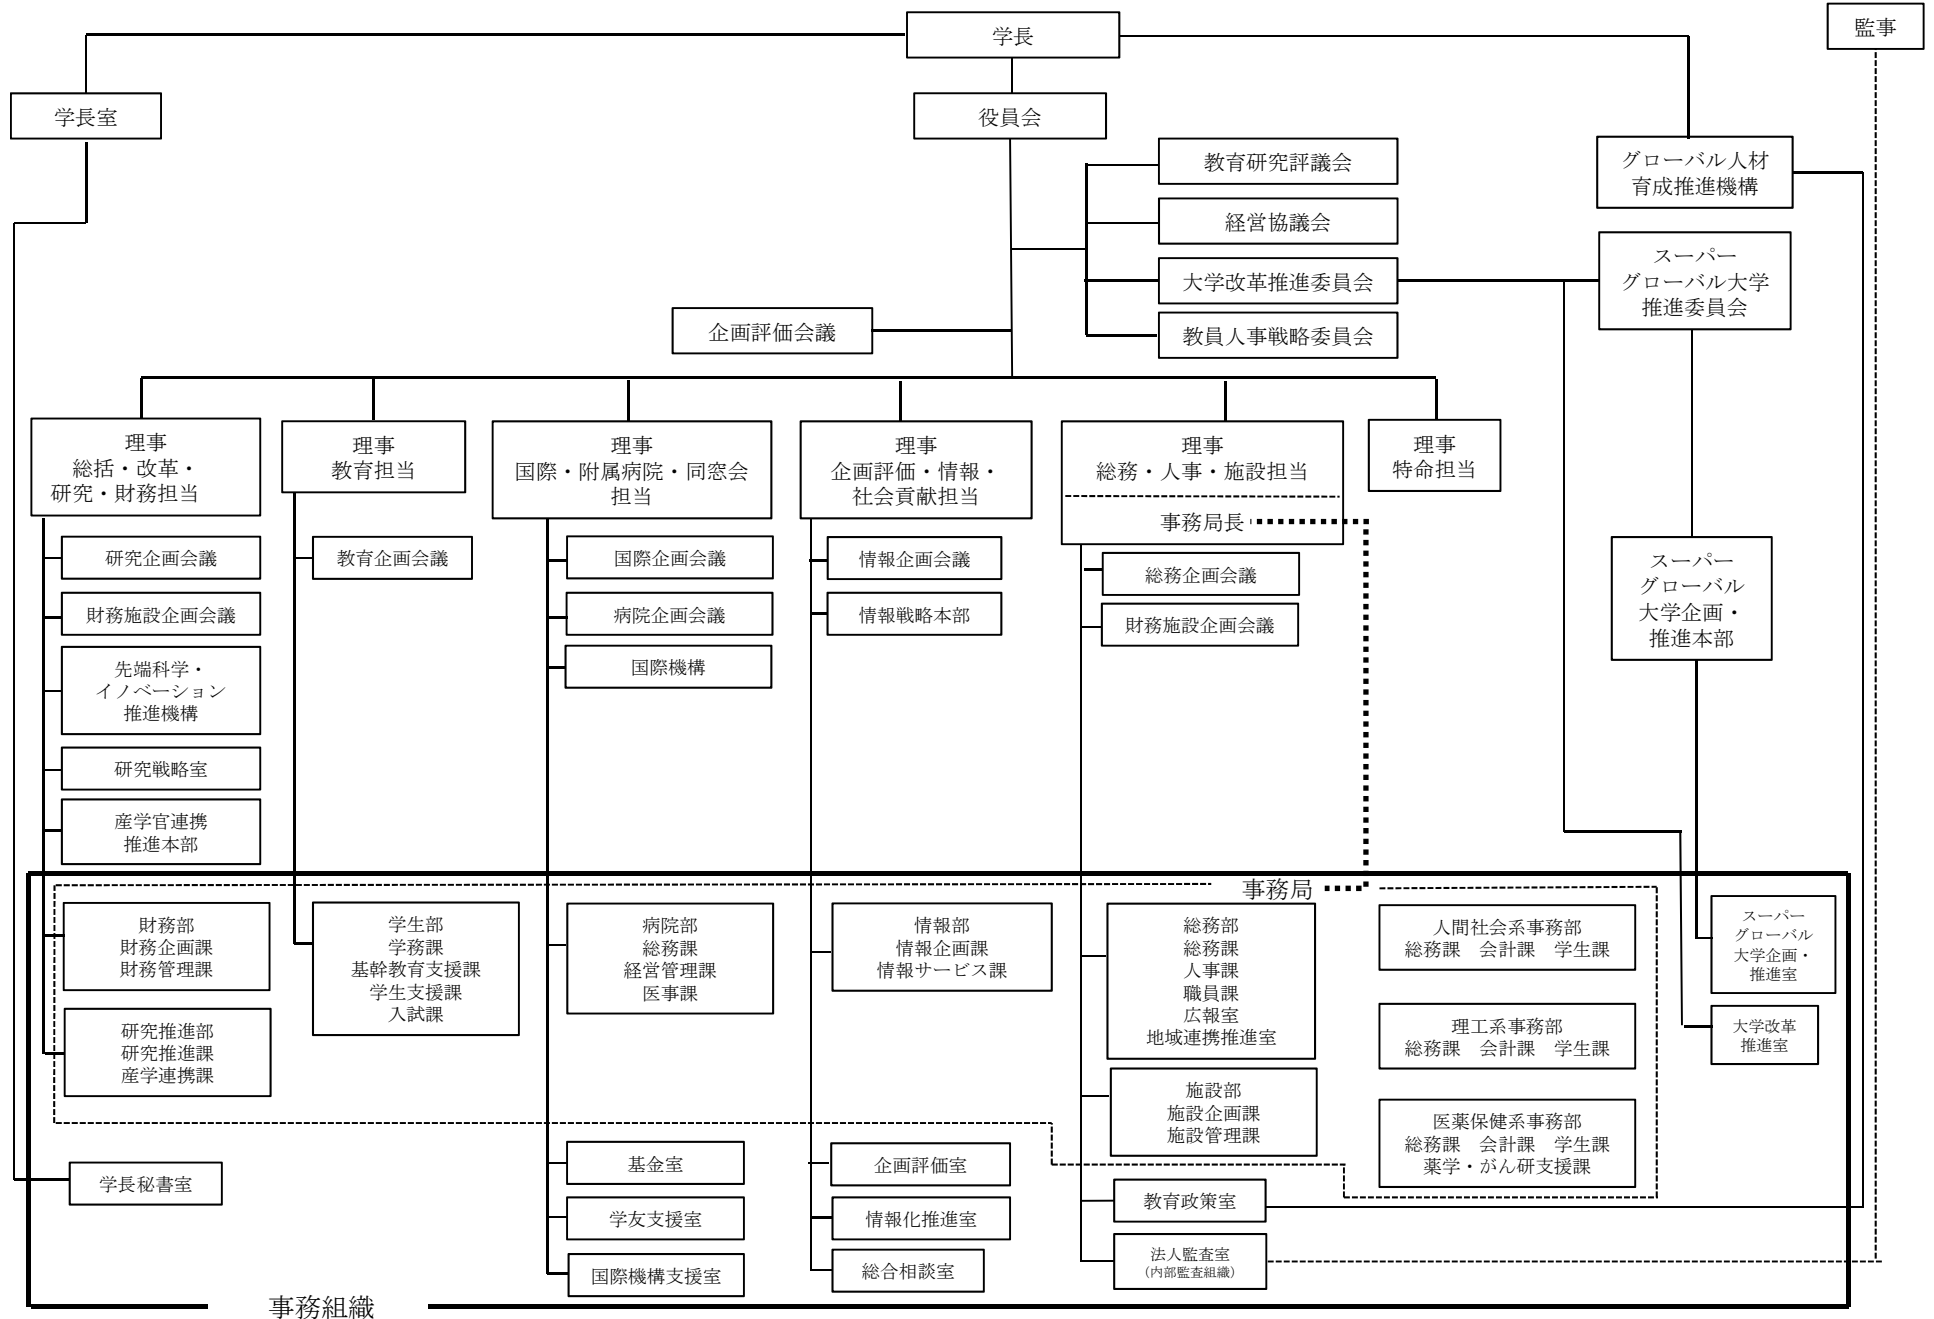 学長
監事
学長室
役員会
教育研究評議会
グローバル人材
育成推進機構
経営協議会
大学改革推進委員会
スーパー
グローバル大学
推進委員会
企画評価会議
教員人事戦略委員会
理事
総括・改革・
研究・財務担当
理事
教育担当
理事
国際・附属病院・同窓会
担当
理事
企画評価・情報・
社会貢献担当
理事
総務・人事・施設担当
事務局長
理事
特命担当
研究企画会議
財務施設企画会議
先端科学・
イノベーション
推進機構
研究戦略室
産学官連携
推進本部
教育企画会議
国際企画会議
病院企画会議
国際機構
情報企画会議
情報戦略本部
総務企画会議
財務施設企画会議
スーパー
グローバル
大学企画・
推進本部
事務局
財務部
財務企画課
財務管理課
研究推進部
研究推進課
産学連携課
学生部
学務課
基幹教育支援課
学生支援課
入試課
病院部
総務課
経営管理課
医事課
情報部
情報企画課
情報サービス課
総務部
総務課
人事課
職員課
広報室
地域連携推進室
施設部
施設企画課
施設管理課
人間社会系事務部
総務課　会計課　学生課
理工系事務部
総務課　会計課　学生課
医薬保健系事務部
総務課　会計課　学生課
薬学・がん研支援課
スーパー
グローバル
大学企画・
推進室
大学改革
推進室
学長秘書室
基金室
学友支援室
国際機構支援室
企画評価室
情報化推進室
総合相談室
教育政策室
法人監査室
（内部監査組織）
事務組織